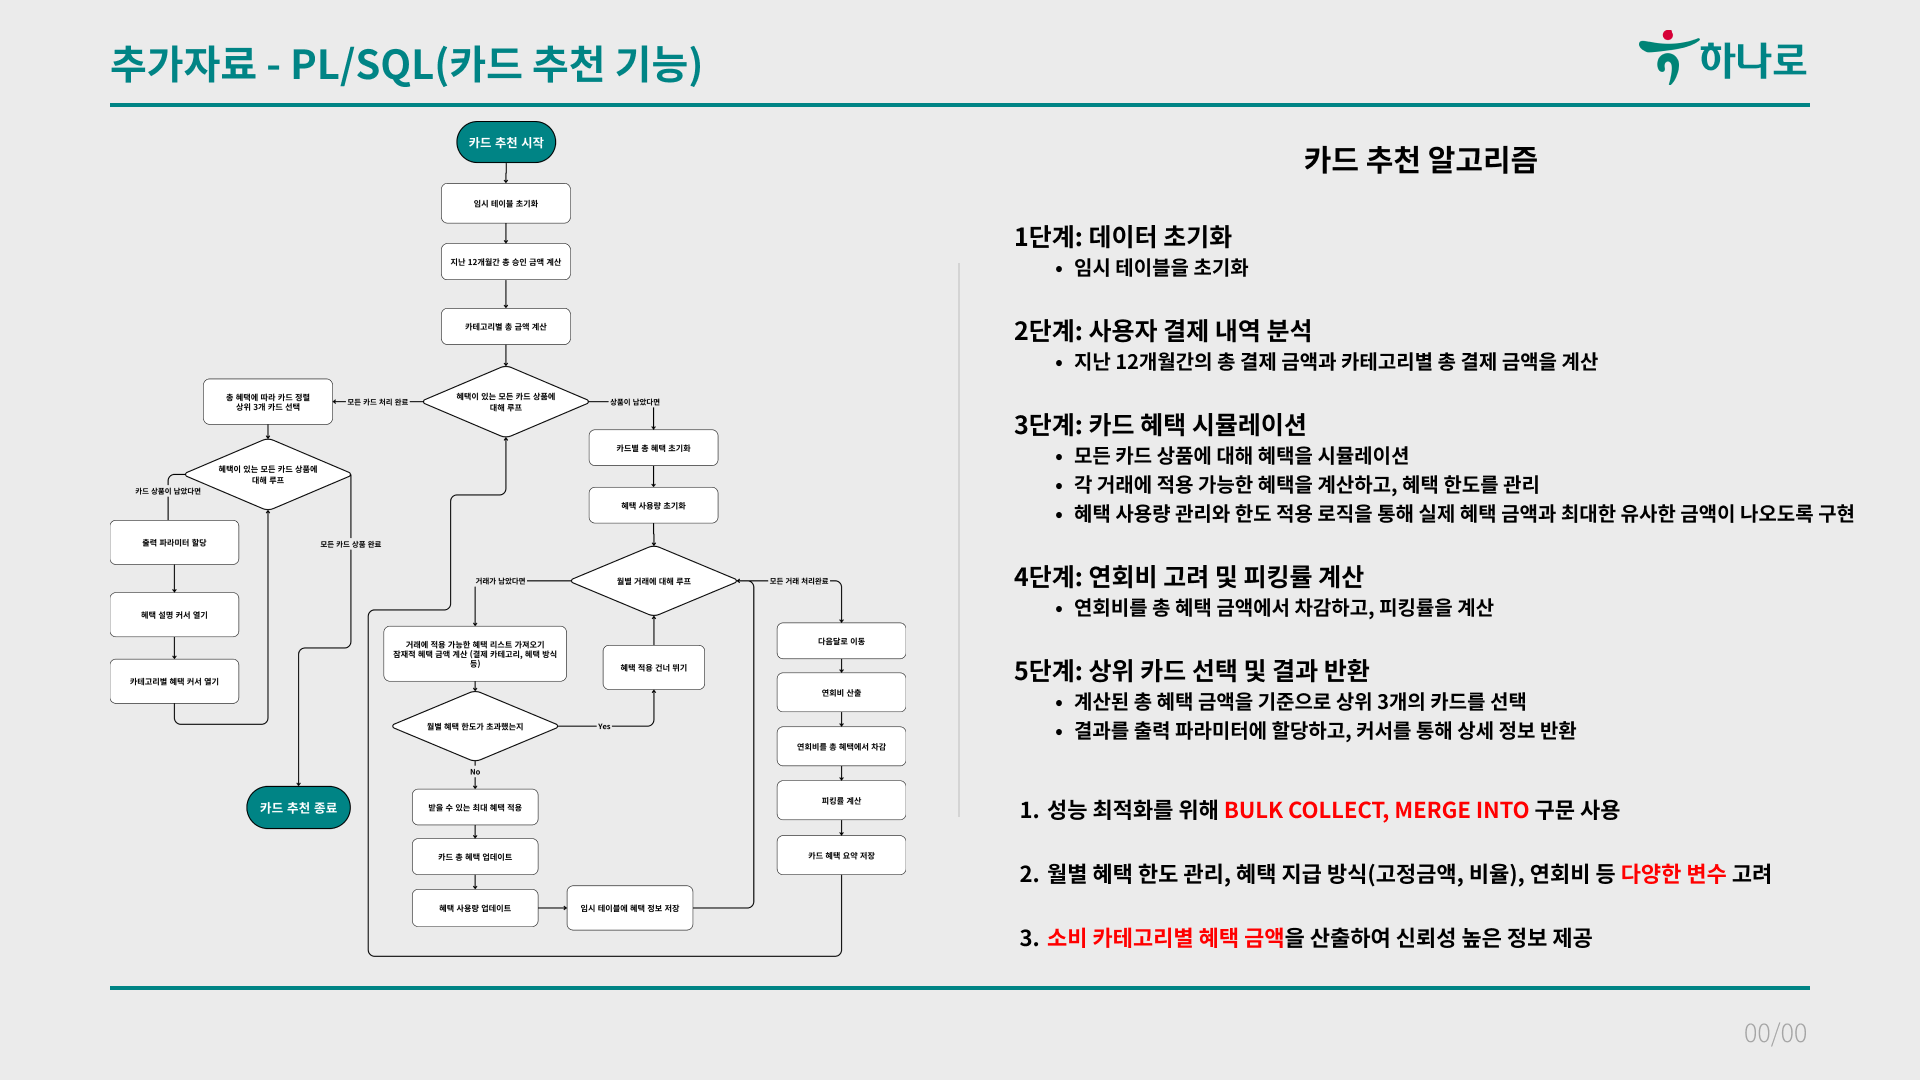 추가자료 - PL/SQL(카드 추천 기능)
하나로
카드 추천 시작
임시 테이블 초기화
지난 12개월간 총 승인 금액 계산
카테고리별 총 금액 계산
혜택이 있는 모든 카드 상품에
대해 루프
모든 카드 처리 완료
상품이 남았다면
총 혜택에 따라 카드 정렬
상위 3개 카드 선택
혜택이 있는 모든 카드 상품에
대해 루프
카드 상품이 남았다면
모든 카드 상품 완료
출력 파라미터 할당
혜택 설명 커서 열기
카테고리별 혜택 커서 열기
카드 추천 종료
카드별 총 혜택 초기화
혜택 사용량 초기화
월별 거래에 대해 루프
거래가 남았다면
모든 거래 처리완료
거래에 적용 가능한 혜택 리스트 가져오기
잠재적 혜택 금액 계산 (결제 카테고리, 혜택 방식
등)
혜택 적용 건너 뛰기
월별 혜택 한도가 초과했는지
Yes
No
받을 수 있는 최대 혜택 적용
카드 총 혜택 업데이트
혜택 사용량 업데이트
임시 테이블에 혜택 정보 저장
다음달로 이동
연회비 산출
연회비를 총 혜택에서 차감
피킹률 계산
카드 혜택 요약 저장
카드 추천 알고리즘
1단계: 데이터 초기화
• 임시 테이블을 초기화
2단계: 사용자 결제 내역 분석
• 지난 12개월간의 총 결제 금액과 카테고리별 총 결제 금액을 계산
3단계: 카드 혜택 시뮬레이션
• 모든 카드 상품에 대해 혜택을 시뮬레이션
• 각 거래에 적용 가능한 혜택을 계산하고, 혜택 한도를 관리
• 혜택 사용량 관리와 한도 적용 로직을 통해 실제 혜택 금액과 최대한 유사한 금액이 나오도록 구현
4단계: 연회비 고려 및 피킹률 계산
• 연회비를 총 혜택 금액에서 차감하고, 피킹률을 계산
5단계: 상위 카드 선택 및 결과 반환
• 계산된 총 혜택 금액을 기준으로 상위 3개의 카드를 선택
• 결과를 출력 파라미터에 할당하고, 커서를 통해 상세 정보 반환
1. 성능 최적화를 위해 BULK COLLECT, MERGE INTO 구문 사용
2. 월별 혜택 한도 관리, 혜택 지급 방식(고정금액, 비율), 연회비 등 다양한 변수 고려
3. 소비 카테고리별 혜택 금액을 산출하여 신뢰성 높은 정보 제공
00/00